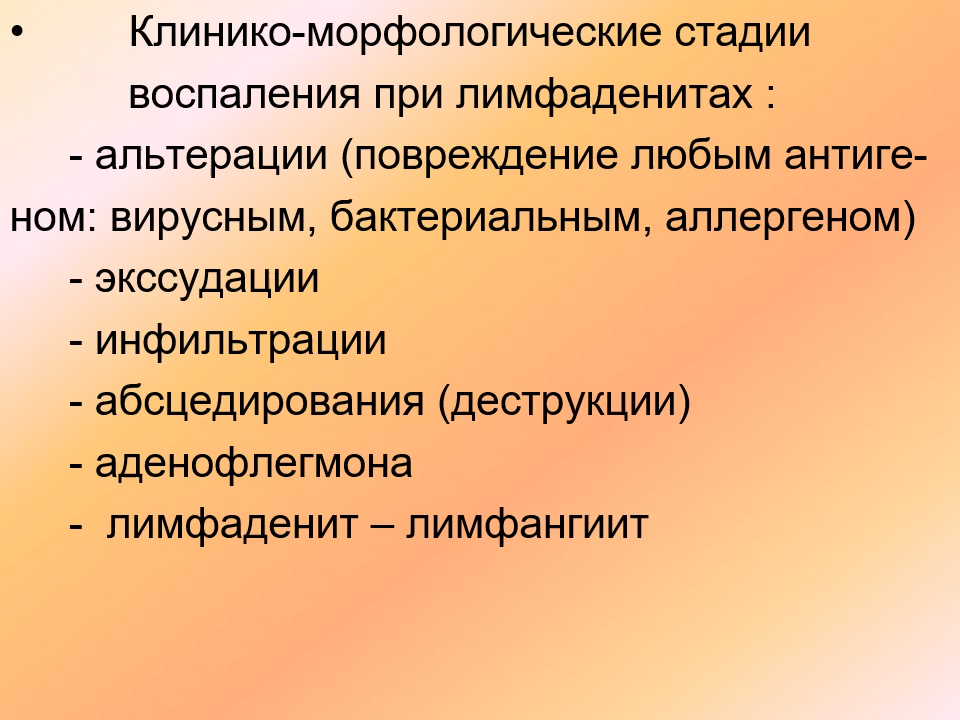 • Клинико-морфологические стадии
воспаления при лимфаденитах :
- альтерации (повреждение любым антиге-
ном: вирусным, бактериальным, аллергеном)
- экссудации
- инфильтрации
- абсцедирования (деструкции)
- аденофлегмона
- лимфаденит – лимфангиит